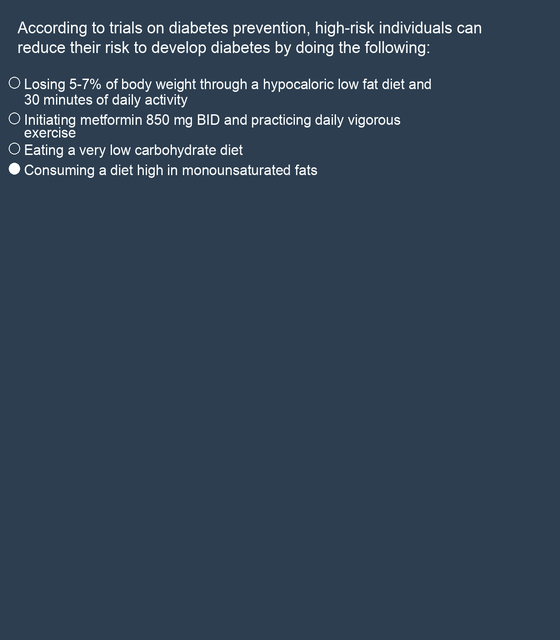 According to trials on diabetes prevention, high-risk individuals can
reduce their risk to develop diabetes by doing the following:
Losing 5-7% of body weight through a hypocaloric low fat diet and
30 minutes of daily activity
Initiating metformin 850 mg BID and practicing daily vigorous
exercise
Eating a very low carbohydrate diet
Consuming a diet high in monounsaturated fats